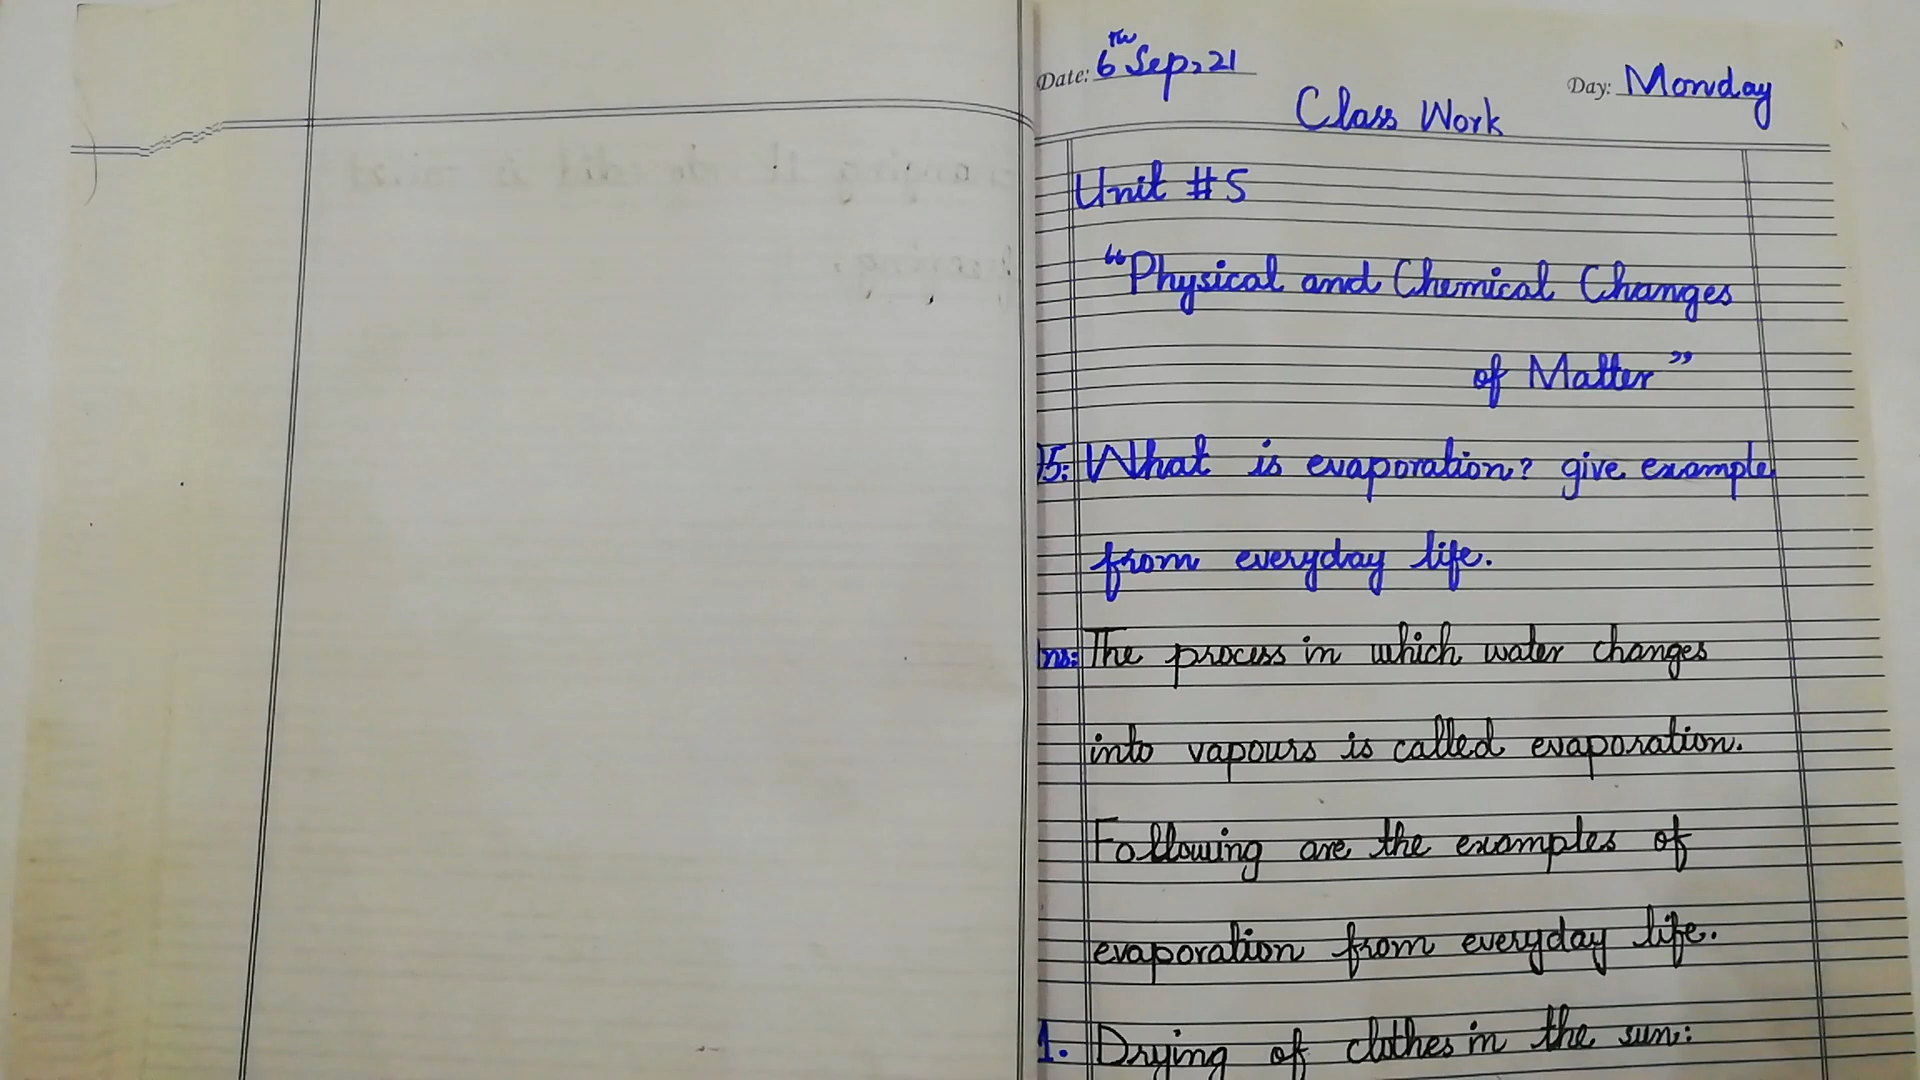 Date: 6th Sep, 21
Day: Monday
Class Work
Unit #5
"Physical and Chemical Changes
of Matter"
5: What is evaporation? give example
from everyday life.
ns: The process in which water changes
into vapours is called evaporation.
Following are the examples of
evaporation from everyday life.
1. Drying of clothes in the sun: